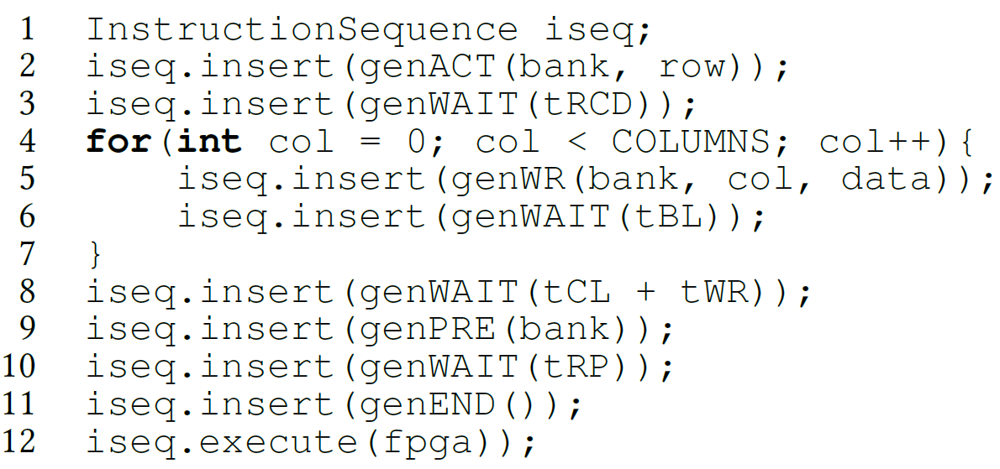 1 InstructionSequence iseq;
2 iseq.insert(genACT(bank, row));
3 iseq.insert(genWAIT(tRCD));
4 for(int col = 0; col < COLUMNS; col++){
5     iseq.insert(genWR(bank, col, data));
6     iseq.insert(genWAIT(tBL));
7 }
8 iseq.insert(genWAIT(tCL + tWR));
9 iseq.insert(genPRE(bank));
10 iseq.insert(genWAIT(tRP));
11 iseq.insert(genEND());
12 iseq.execute(fpga));